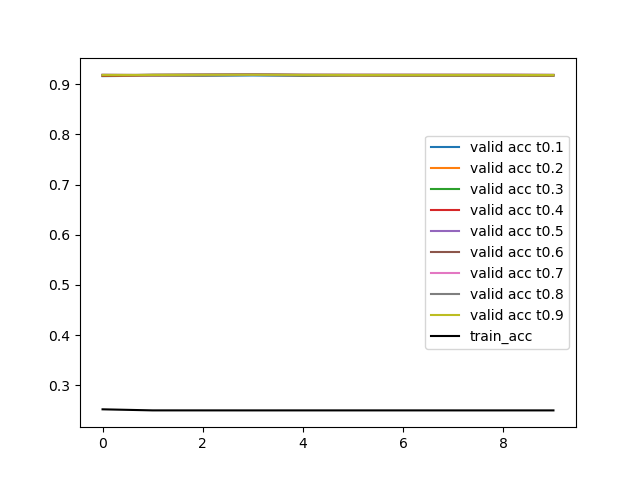 0.9
0.8
0.7
0.6
0.5
0.4
0.3
0 2 4 6 8
valid acc t0.1
valid acc t0.2
valid acc t0.3
valid acc t0.4
valid acc t0.5
valid acc t0.6
valid acc t0.7
valid acc t0.8
valid acc t0.9
train_acc